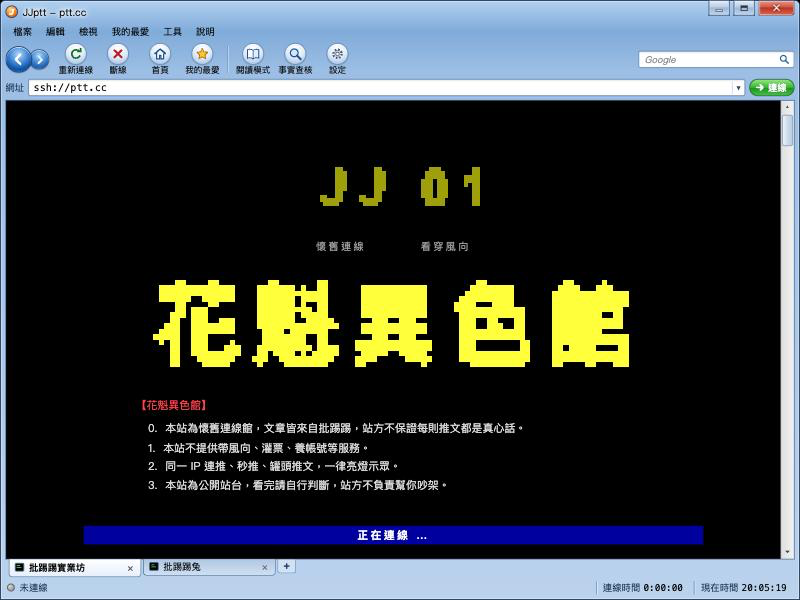 JJptt – ptt.cc
檔案 編輯 檢視 我的最愛 工具 說明
重新連線 斷線 首頁 我的最愛 閱讀模式 事實查核 設定
Google
網址 ssh://ptt.cc 連線
JJ 01
懷舊連線 看穿風向
花魁異色館
【花魁異色館】
0. 本站為懷舊連線館，文章皆來自批踢踢，站方不保證每則推文都是真心話。
1. 本站不提供帶風向、灌票、養帳號等服務。
2. 同一 IP 連推、秒推、罐頭推文，一律亮燈示眾。
3. 本站為公開站台，看完請自行判斷，站方不負責幫你吵架。
正在連線 ...
批踢踢實業坊 × 批踢踢兔 × +
未連線 連線時間 0:00:00 現在時間 20:05:19